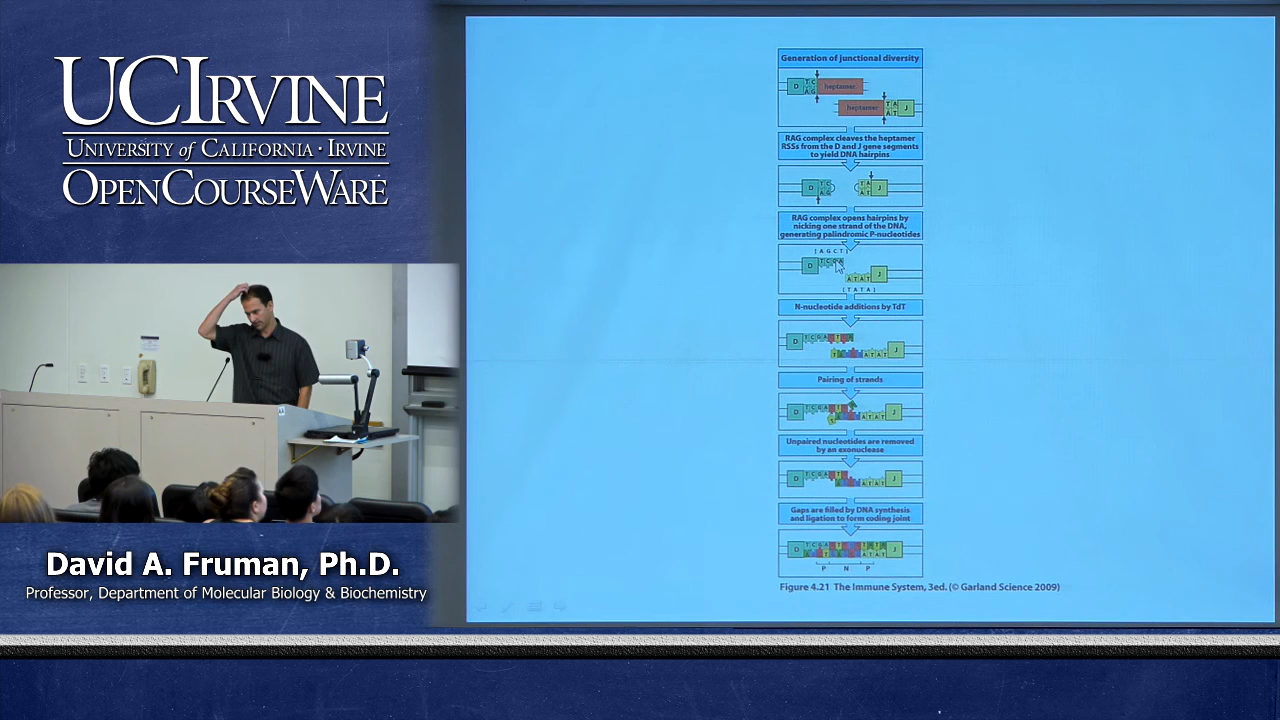 UCIRVINE
UNIVERSITY of CALIFORNIA · IRVINE
OPENCOURSEWARE
David A. Fruman, Ph.D.
Professor, Department of Molecular Biology & Biochemistry
Generation of junctional diversity
D T C heptamer
A G
heptamer T A J
A T
RAG complex cleaves the heptamer
RSSs from the D and J gene segments
to yield DNA hairpins
D T C T A J
A G A T
RAG complex opens hairpins by
nicking one strand of the DNA,
generating palindromic P-nucleotides
[ A G C T ]
D T C G A
A T A T J
[ T A T A ]
N-nucleotide additions by TdT
D T C G A
A T A T J
Pairing of strands
D T C G A
A T A T J
Unpaired nucleotides are removed
by an exonuclease
D T C G A
A T A T J
Gaps are filled by DNA synthesis
and ligation to form coding joint
D T C G A T A T A J
A T A T
P N P
Figure 4.21 The Immune System, 3ed. (© Garland Science 2009)